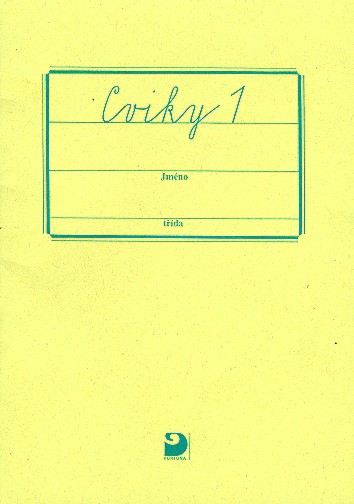 Cviky 1
Jméno
třída
FORTUNA